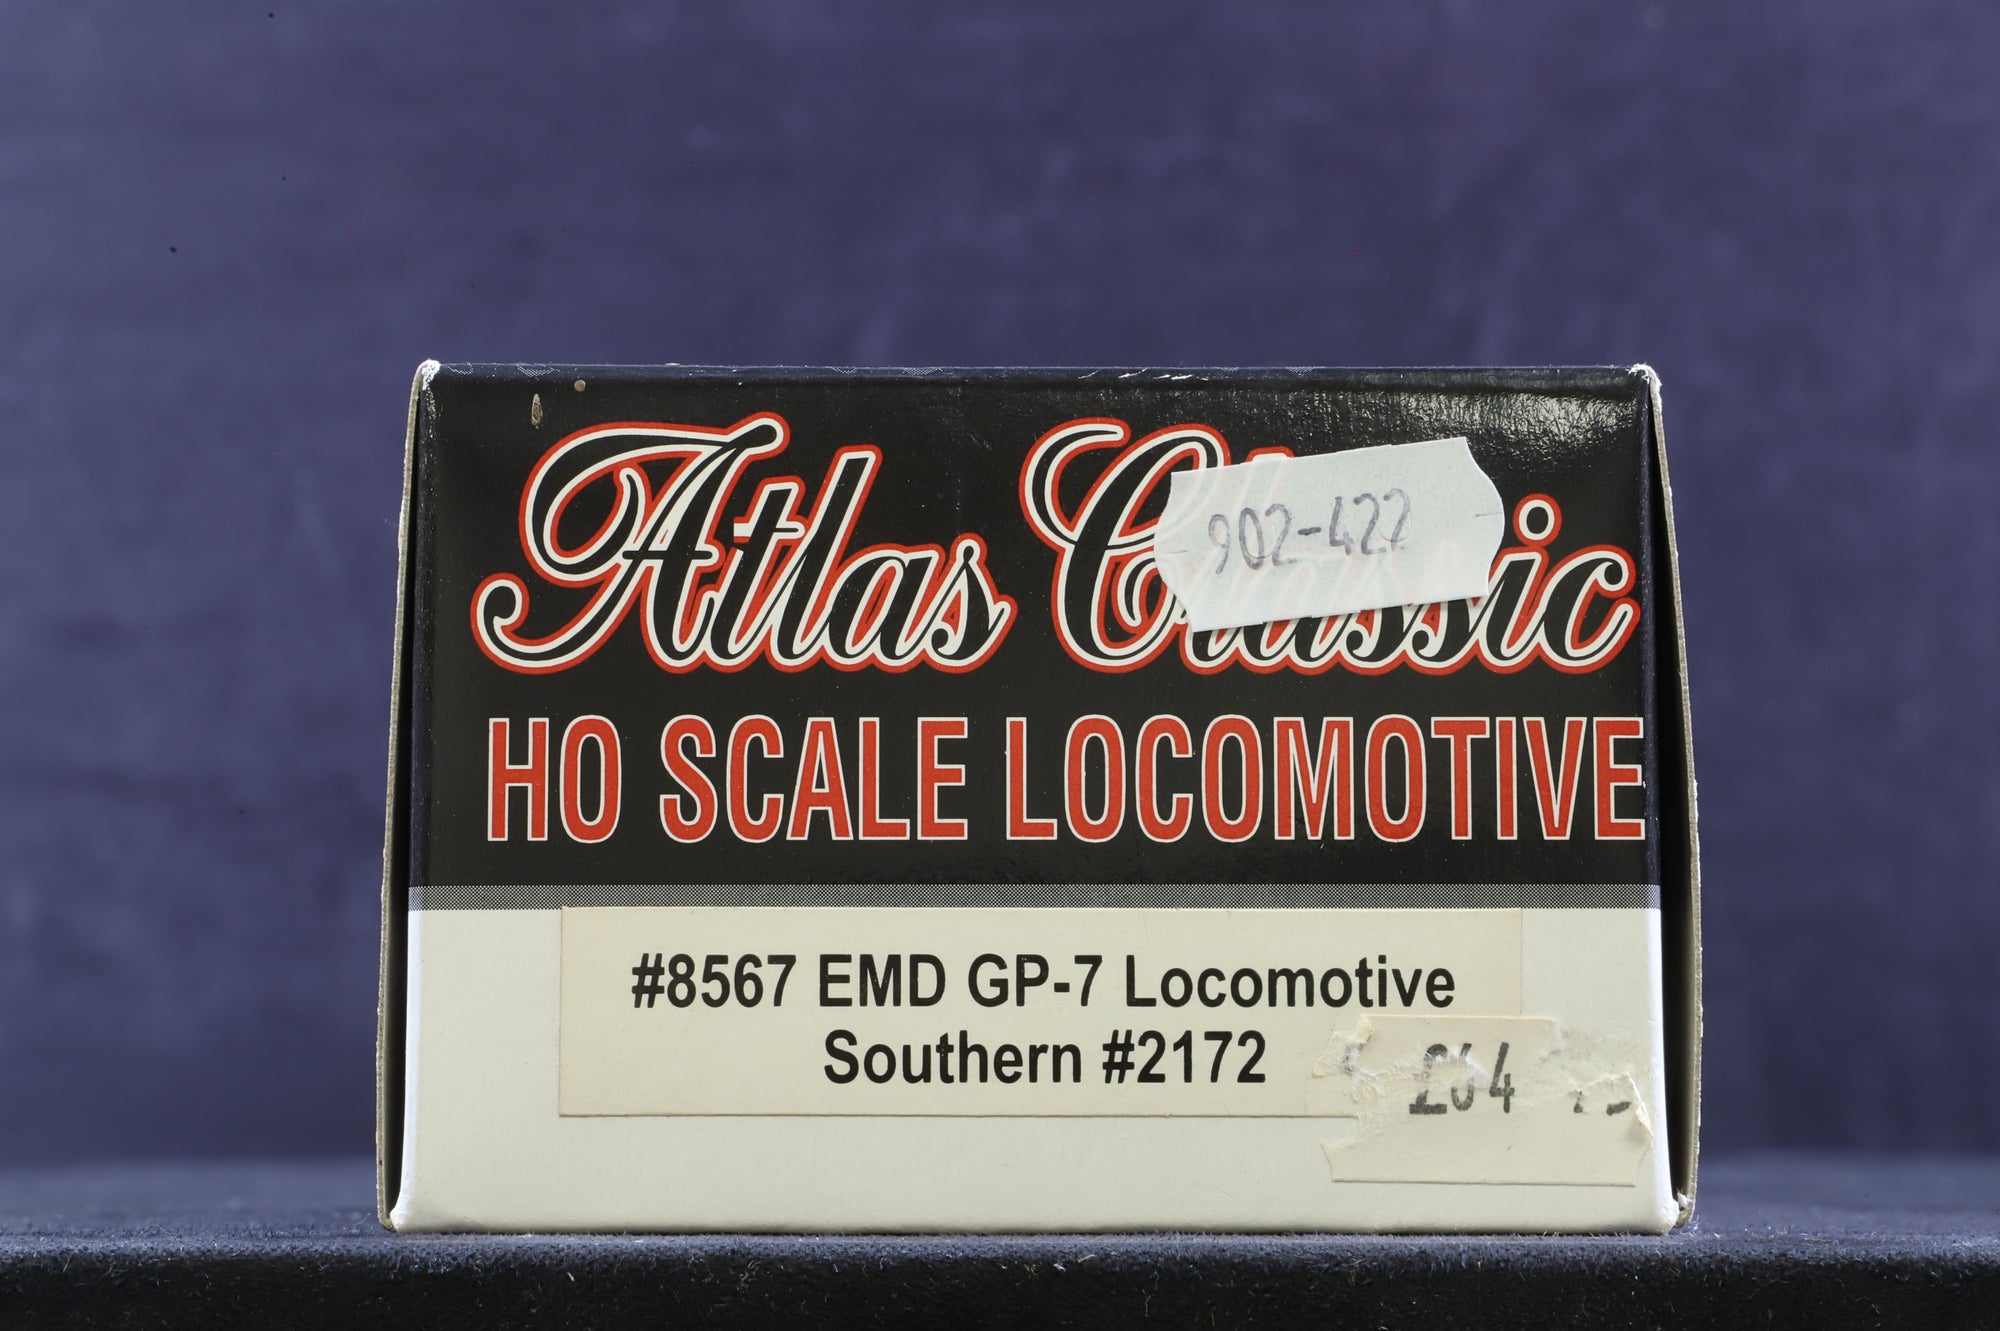 Atlas Classic
902-422
HO SCALE LOCOMOTIVE
#8567 EMD GP-7 Locomotive
Southern #2172